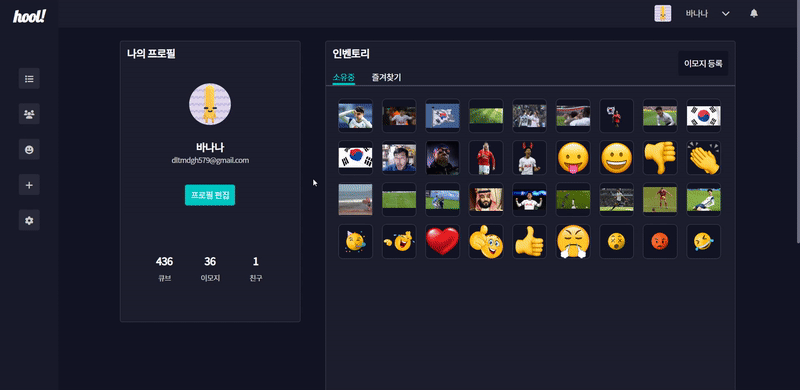 hool!
바나나
나의 프로필
바나나
dltmdgh579@gmail.com
프로필 편집
436
36
1
큐브
이모지
친구
인벤토리
이모지 등록
소유중
즐겨찾기